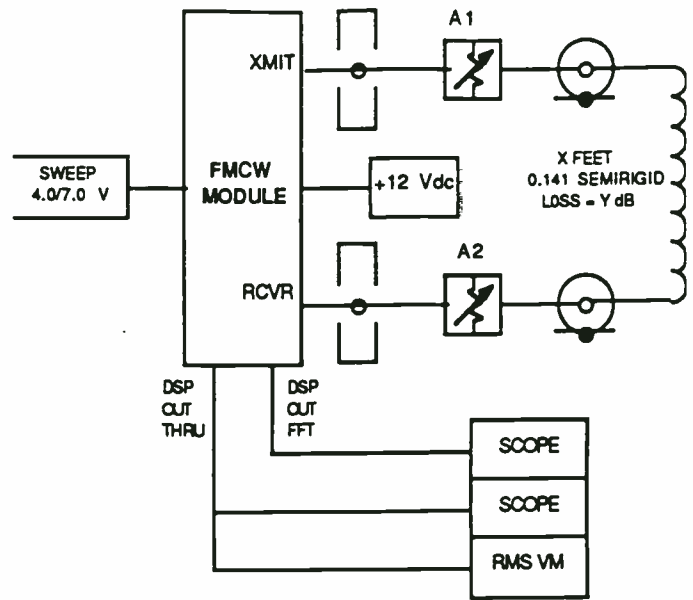 A1
XMIT
SWEEP
4.0/7.0 V
FMCW
MODULE
+12 Vdc
X FEET
0.141 SEMIRIGID
LOSS = Y dB
A2
RCVR
DSP
OUT
THRU
DSP
OUT
FFT
SCOPE
SCOPE
RMS VM